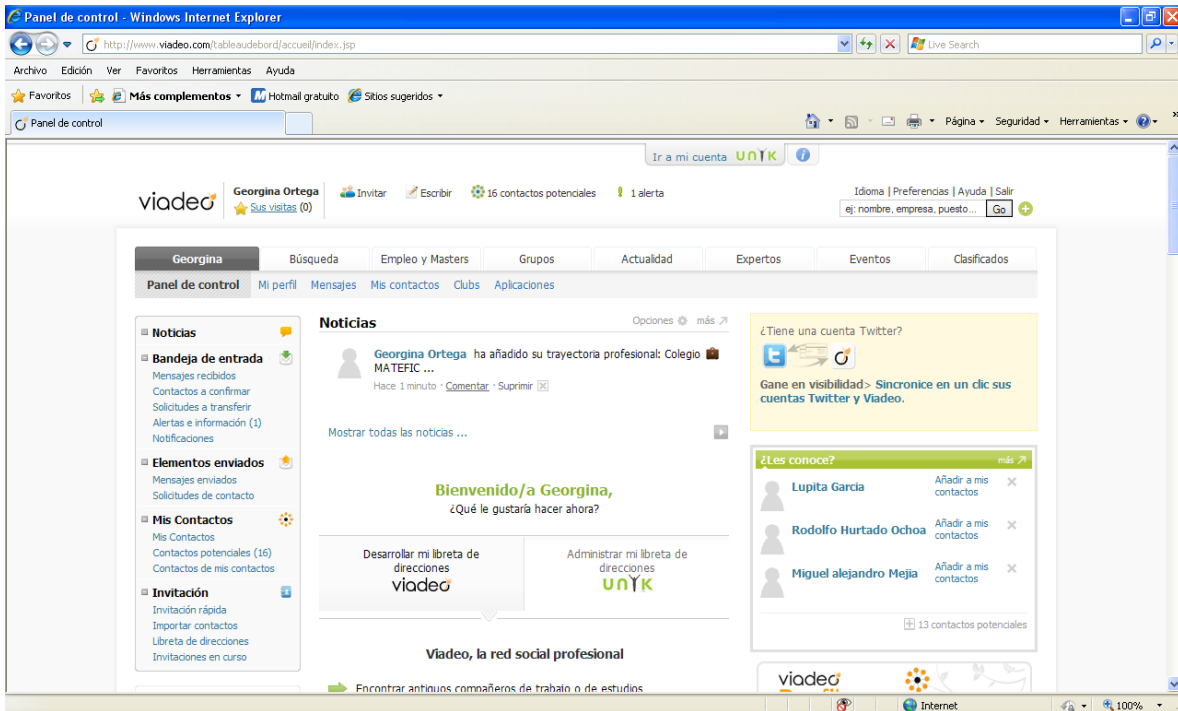 Panel de control - Windows Internet Explorer
http://www.viadeo.com/tableaudebord/accueil/index.jsp
Live Search
Archivo Edición Ver Favoritos Herramientas Ayuda
Favoritos Más complementos Hotmail gratuito Sitios sugeridos
Panel de control
Página Seguridad Herramientas
Ir a mi cuenta UNYK
viadeo
Georgina Ortega
Sus visitas (0)
Invitar Escribir 16 contactos potenciales 1 alerta
Idioma | Preferencias | Ayuda | Salir
ej: nombre, empresa, puesto... Go
Georgina Búsqueda Empleo y Masters Grupos Actualidad Expertos Eventos Clasificados
Panel de control Mi perfil Mensajes Mis contactos Clubs Aplicaciones
Noticias
Bandeja de entrada
Mensajes recibidos
Contactos a confirmar
Solicitudes a transferir
Alertas e información (1)
Notificaciones
Elementos enviados
Mensajes enviados
Solicitudes de contacto
Mis Contactos
Mis Contactos
Contactos potenciales (16)
Contactos de mis contactos
Invitación
Invitación rápida
Importar contactos
Libreta de direcciones
Invitaciones en curso
Noticias
Opciones más
Georgina Ortega ha añadido su trayectoria profesional: Colegio
MATEFIC ...
Hace 1 minuto · Comentar · Suprimir
Mostrar todas las noticias ...
Bienvenido/a Georgina,
¿Qué le gustaría hacer ahora?
Desarrollar mi libreta de
direcciones
viadeo
Administrar mi libreta de
direcciones
UNYK
Viadeo, la red social profesional
Encontrar antiguos compañeros de trabajo o de estudios
¿Tiene una cuenta Twitter?
Gane en visibilidad> Sincronice en un clic sus
cuentas Twitter y Viadeo.
¿Les conoce? más
Lupita Garcia
Añadir a mis
contactos
Rodolfo Hurtado Ochoa
Añadir a mis
contactos
Miguel alejandro Mejia
Añadir a mis
contactos
13 contactos potenciales
viadeo
Internet 100%